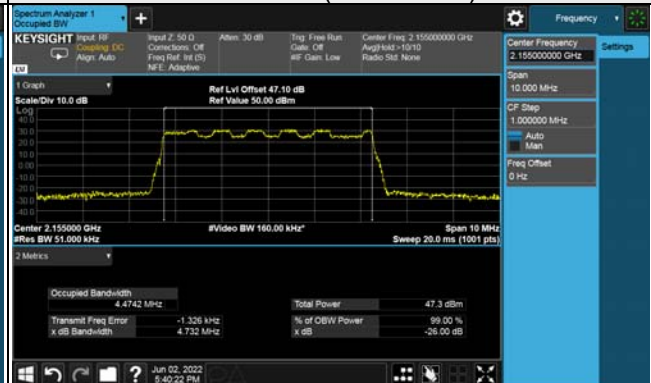 Spectrum Analyzer 1
Occupied BW
+
Frequency
KEYSIGHT
Input: RF
Coupling: DC
Align: Auto
Input Z: 50 Ω
Corrections: Off
Freq Ref: Int (S)
NFE: Adaptive
Atten: 30 dB
Trig: Free Run
Gate: Off
#IF Gain: Low
Center Freq: 2.155000000 GHz
Avg|Hold:>10/10
Radio Std: None
Center Frequency
2.155000000 GHz
Settings
Span
10.000 MHz
CF Step
1.000000 MHz
Auto
Man
Freq Offset
0 Hz
1 Graph
Scale/Div 10.0 dB
Ref Lvl Offset 47.10 dB
Ref Value 50.00 dBm
Log
40.0
30.0
20.0
10.0
0.00
-10.0
-20.0
-30.0
-40.0
Center 2.155000 GHz
#Res BW 51.000 kHz
#Video BW 160.00 kHz*
Span 10 MHz
Sweep 20.0 ms (1001 pts)
2 Metrics
Occupied Bandwidth
4.4742 MHz
Total Power 47.3 dBm
Transmit Freq Error -1.326 kHz
% of OBW Power 99.00 %
x dB Bandwidth 4.732 MHz
x dB -26.00 dB
?
Jun 02, 2022
5:40:22 PM